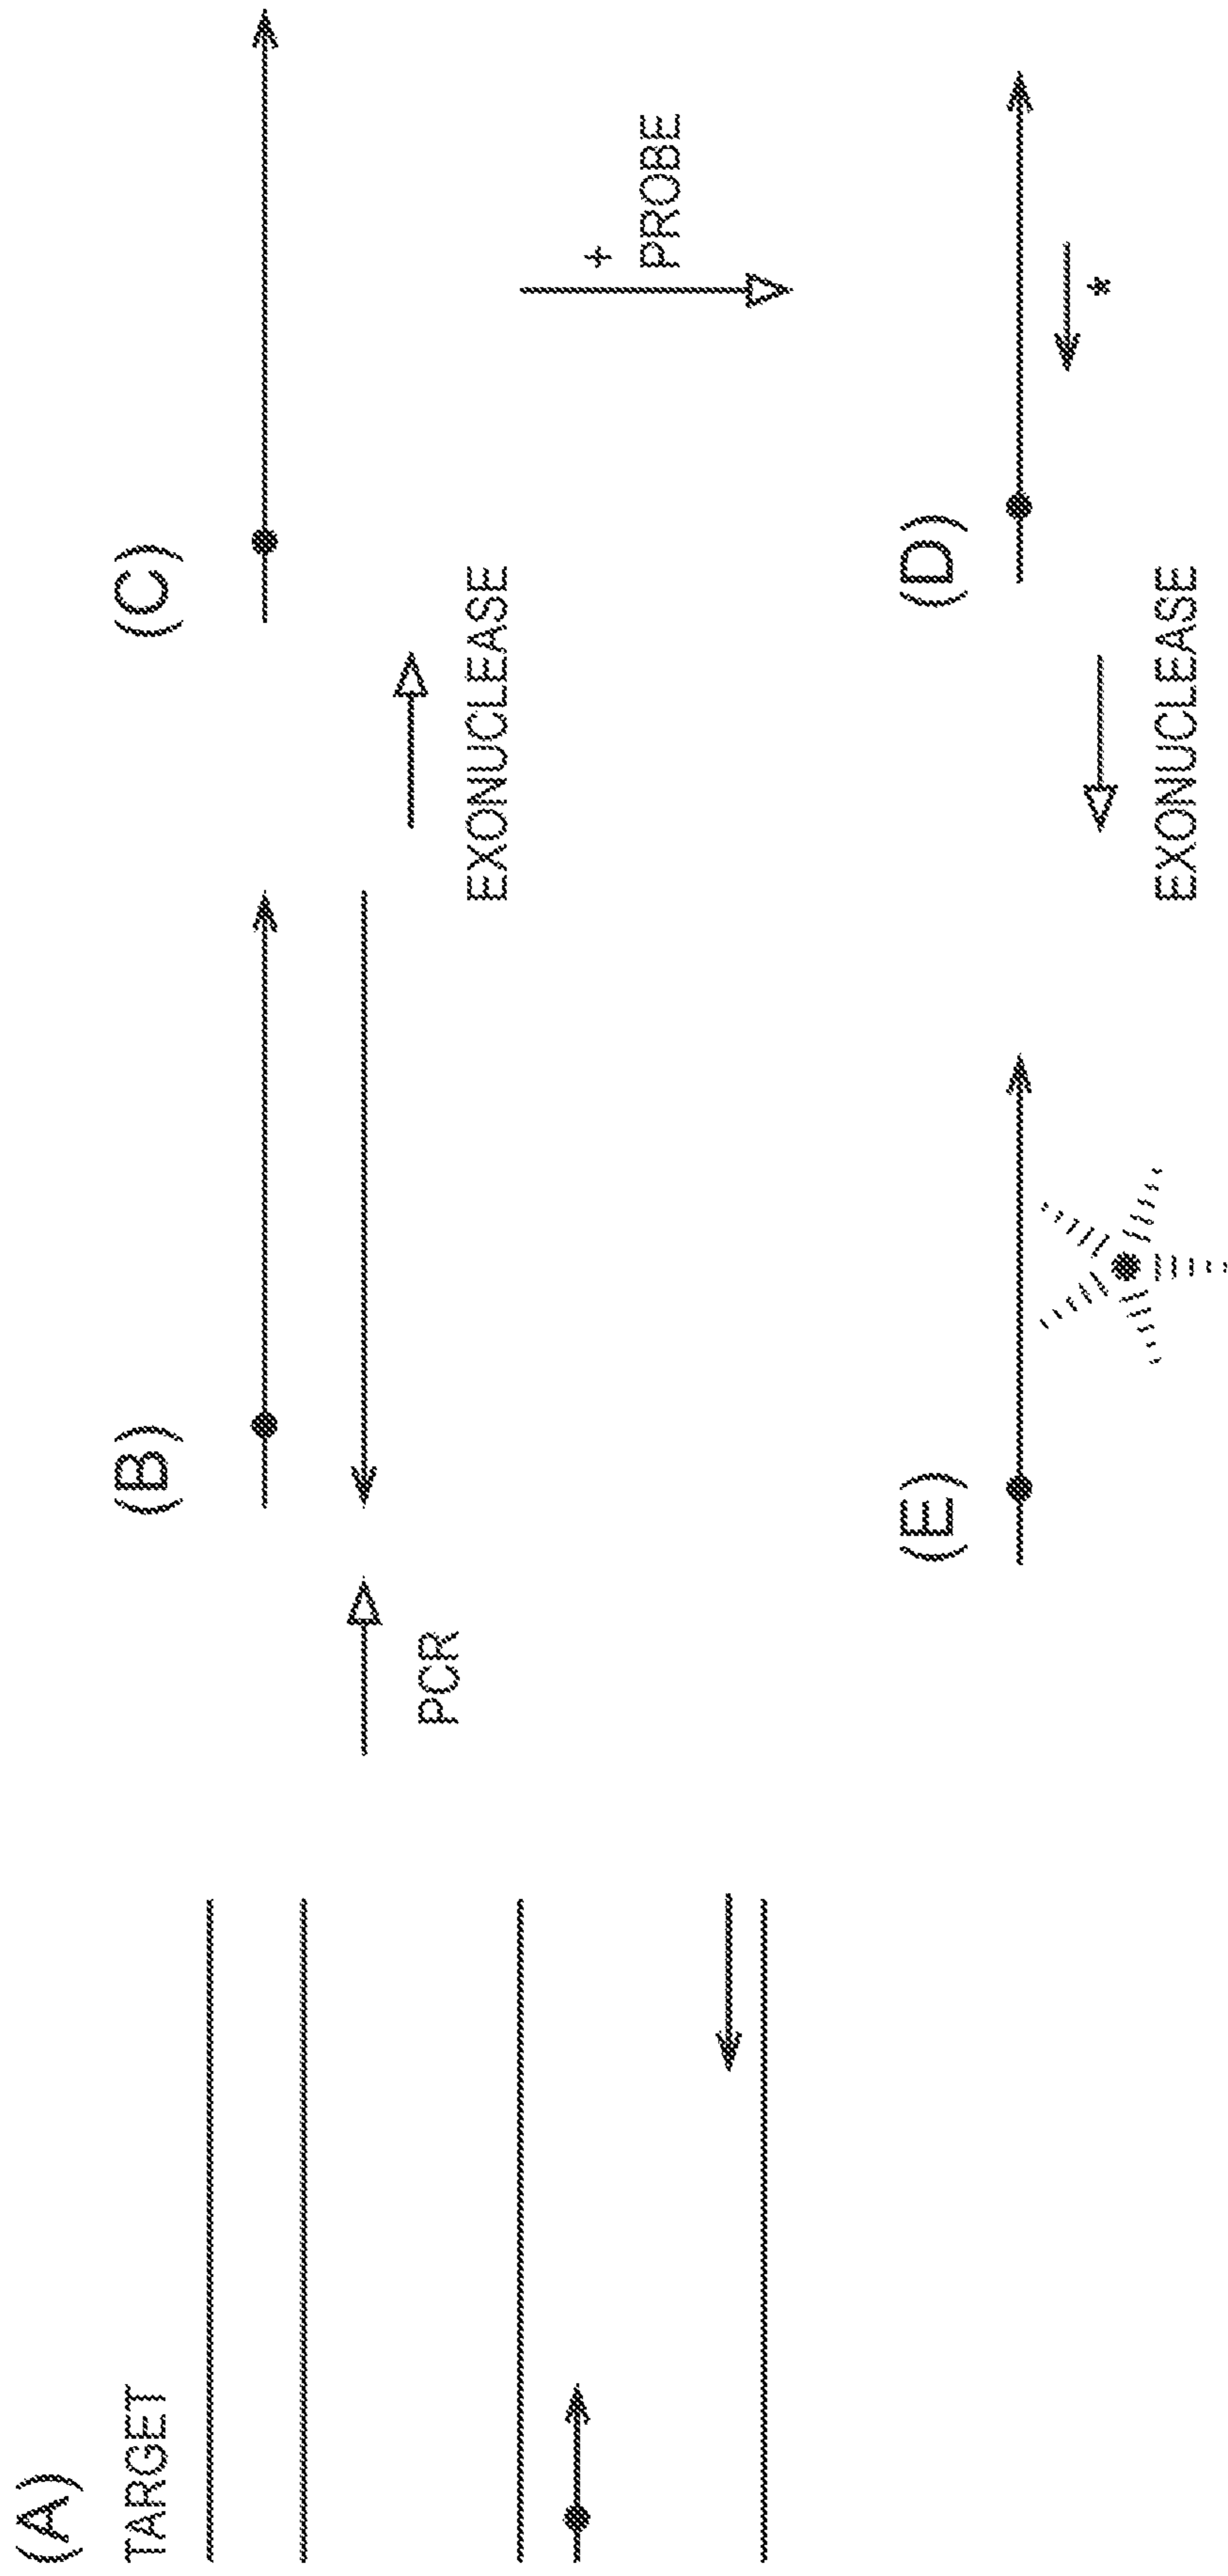 (A)
TARGET
PCR
(B)
EXONUCLEASE
(C)
+
PROBE
(D)
*
EXONUCLEASE
(E)